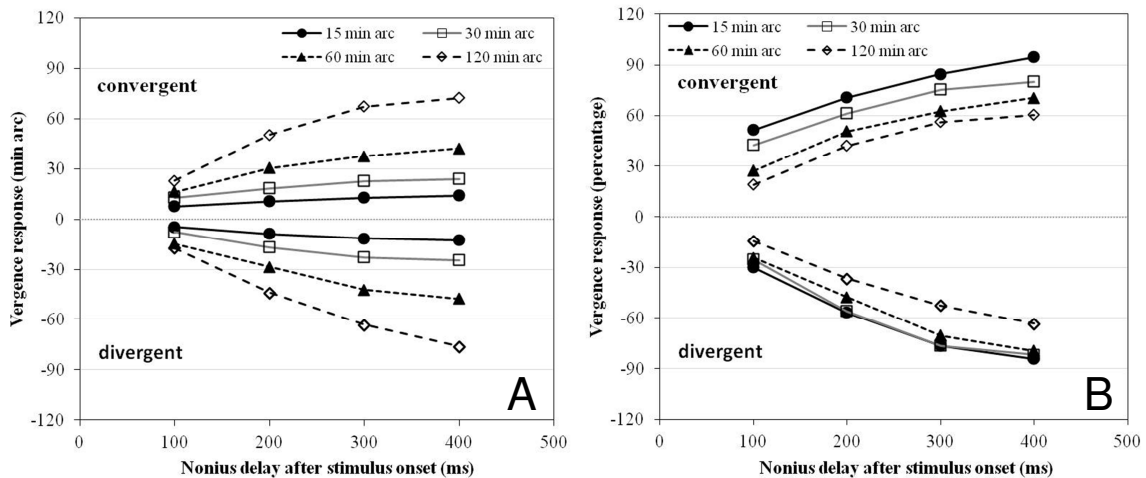 15 min arc
30 min arc
60 min arc
120 min arc
convergent
divergent
A
Vergence response (min arc)
120
90
60
30
0
-30
-60
-90
-120
0
100
200
300
400
500
Nonius delay after stimulus onset (ms)
15 min arc
30 min arc
60 min arc
120 min arc
convergent
divergent
B
Vergence response (percentage)
120
90
60
30
0
-30
-60
-90
-120
0
100
200
300
400
500
Nonius delay after stimulus onset (ms)